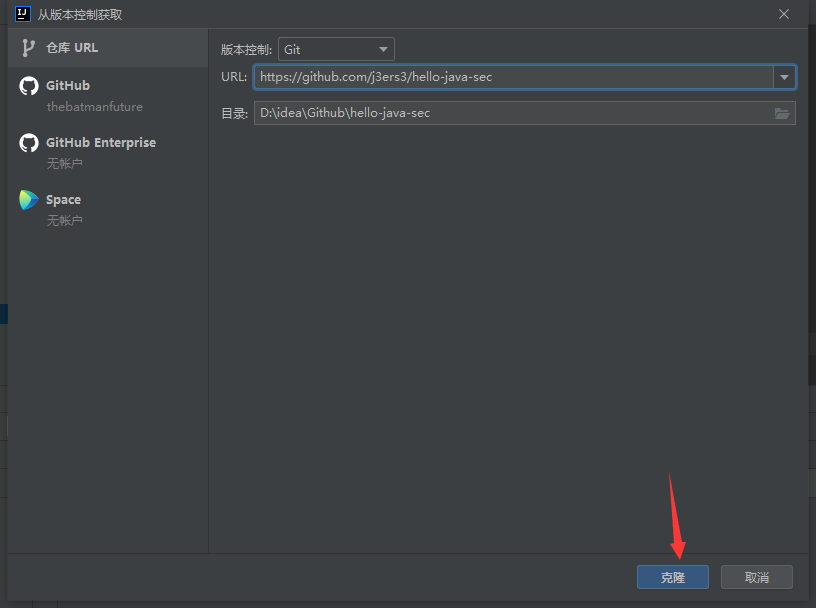 从版本控制获取
仓库 URL
GitHub
thebatmanfuture
GitHub Enterprise
无帐户
Space
无帐户
版本控制: Git
URL: https://github.com/j3ers3/hello-java-sec
目录: D:\idea\Github\hello-java-sec
克隆 取消